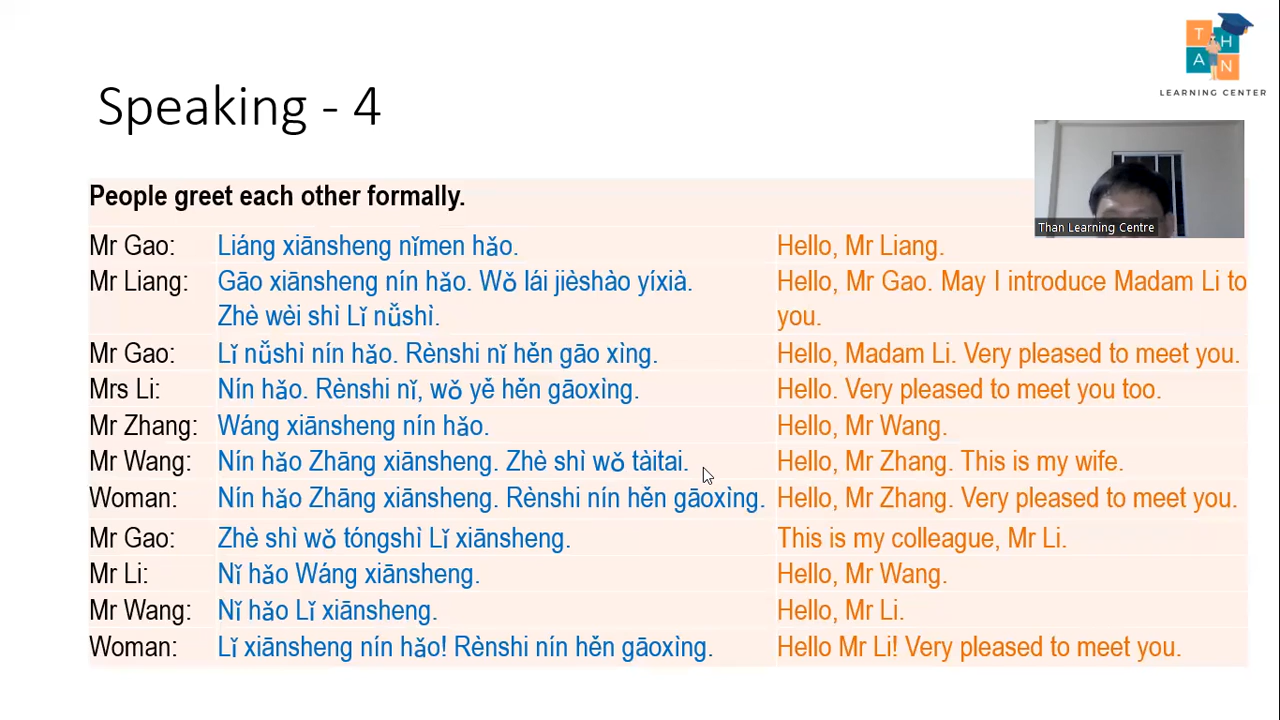 T H A N
LEARNING CENTER
Speaking - 4
Than Learning Centre
People greet each other formally.
Mr Gao: Liáng xiānsheng nǐmen hǎo. Hello, Mr Liang.
Mr Liang: Gāo xiānsheng nín hǎo. Wǒ lái jièshào yíxià. Hello, Mr Gao. May I introduce Madam Li to
Zhè wèi shì Lǐ nǚshì. you.
Mr Gao: Lǐ nǚshì nín hǎo. Rènshi nǐ hěn gāo xìng. Hello, Madam Li. Very pleased to meet you.
Mrs Li: Nín hǎo. Rènshi nǐ, wǒ yě hěn gāoxìng. Hello. Very pleased to meet you too.
Mr Zhang: Wáng xiānsheng nín hǎo. Hello, Mr Wang.
Mr Wang: Nín hǎo Zhāng xiānsheng. Zhè shì wǒ tàitai. Hello, Mr Zhang. This is my wife.
Woman: Nín hǎo Zhāng xiānsheng. Rènshi nín hěn gāoxìng. Hello, Mr Zhang. Very pleased to meet you.
Mr Gao: Zhè shì wǒ tóngshì Lǐ xiānsheng. This is my colleague, Mr Li.
Mr Li: Nǐ hǎo Wáng xiānsheng. Hello, Mr Wang.
Mr Wang: Nǐ hǎo Lǐ xiānsheng. Hello, Mr Li.
Woman: Lǐ xiānsheng nín hǎo! Rènshi nín hěn gāoxìng. Hello Mr Li! Very pleased to meet you.